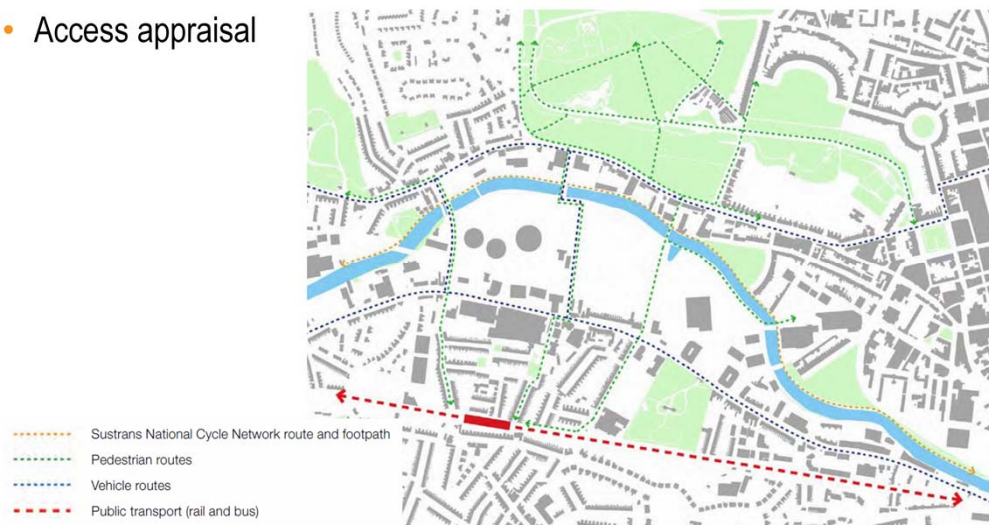 • Access appraisal
Sustrans National Cycle Network route and footpath
Pedestrian routes
Vehicle routes
Public transport (rail and bus)